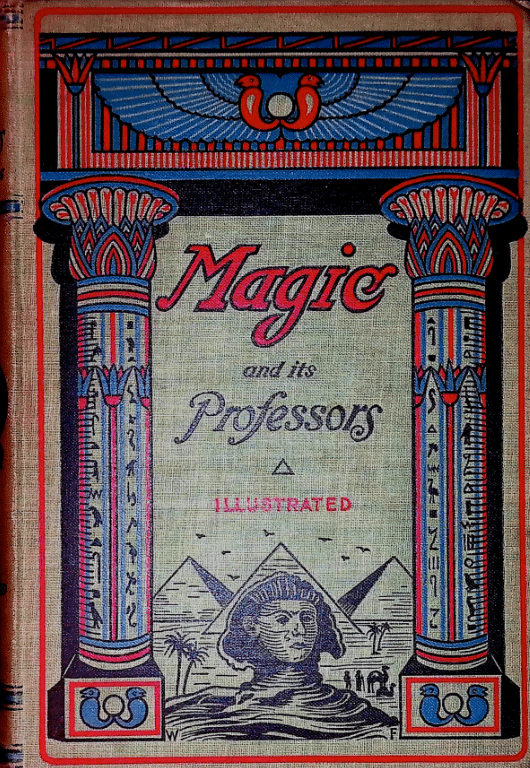 Magic
and its
Professors
ILLUSTRATED
W F